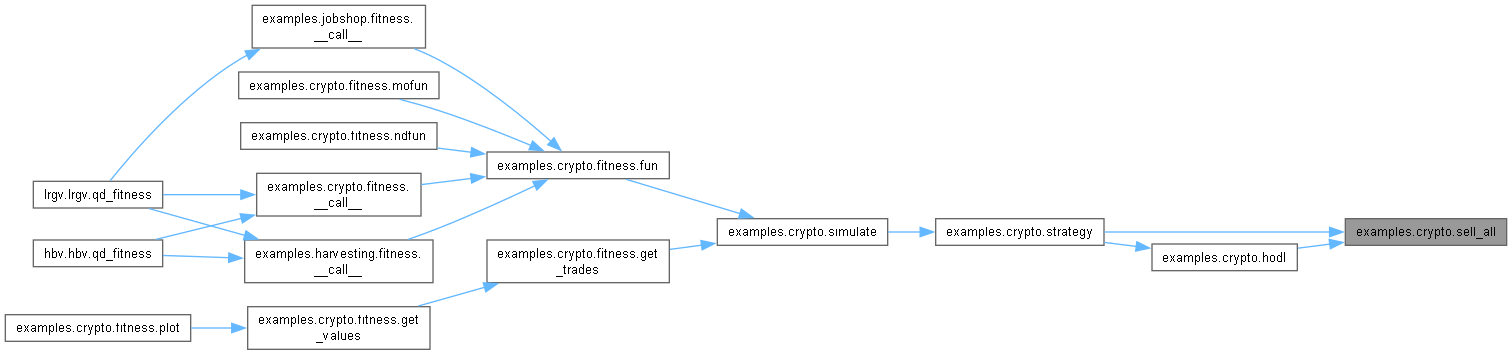 examples.jobshop.fitness.
__call__
examples.crypto.fitness.mofun
examples.crypto.fitness.ndfun
examples.crypto.fitness.fun
lrgv.lrgv.qd_fitness
examples.crypto.fitness.
__call__
examples.crypto.simulate
examples.crypto.strategy
examples.crypto.sell_all
hbv.hbv.qd_fitness
examples.harvesting.fitness.
__call__
examples.crypto.fitness.get
_trades
examples.crypto.hodl
examples.crypto.fitness.plot
examples.crypto.fitness.get
_values